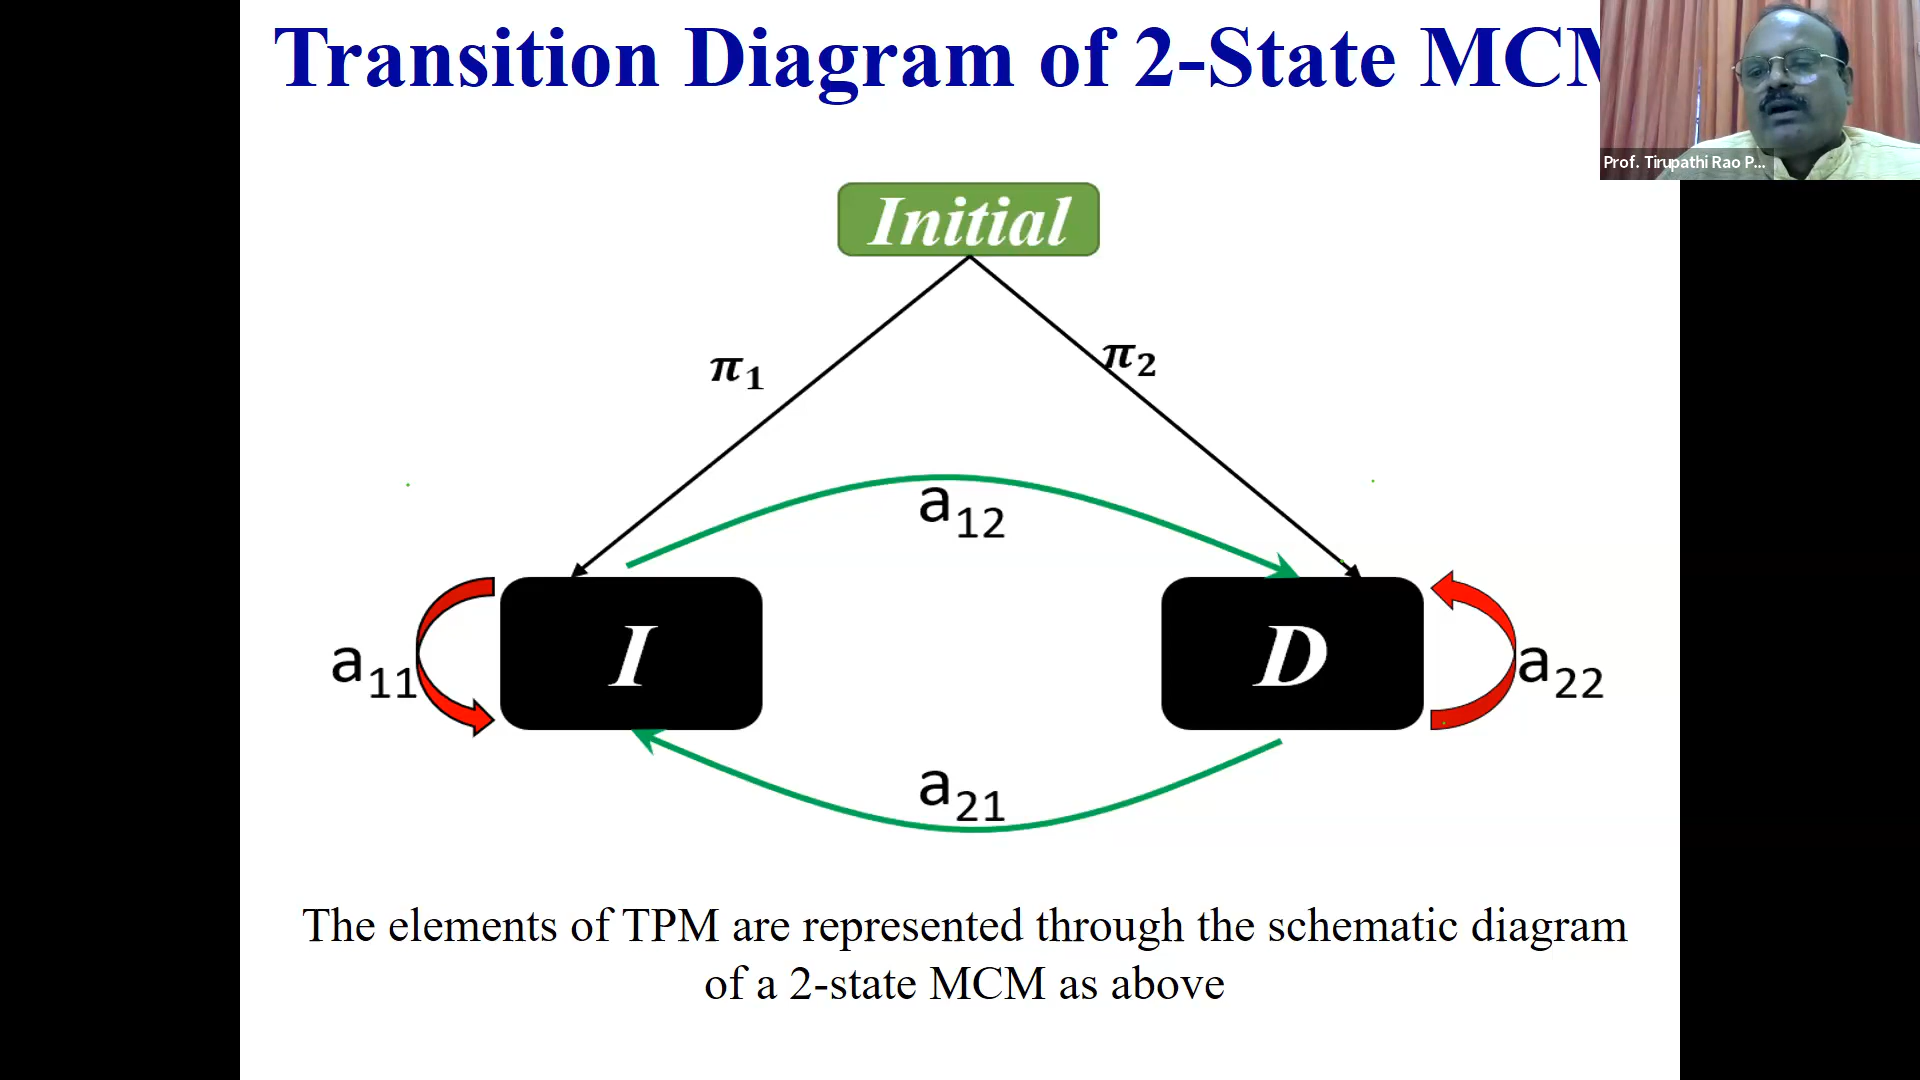 Transition Diagram of 2-State MCM
Prof. Tirupathi Rao P...
Initial
π₁
π₂
a₁₂
I
D
a₁₁
a₂₂
a₂₁
The elements of TPM are represented through the schematic diagram
of a 2-state MCM as above